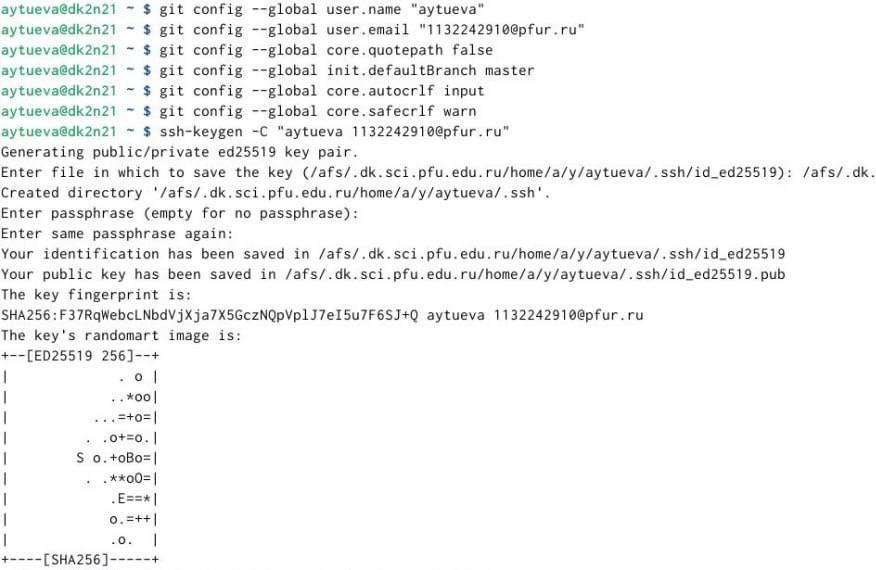 aytueva@dk2n21 ~ $ git config --global user.name "aytueva"
aytueva@dk2n21 ~ $ git config --global user.email "11322242910@pfur.ru"
aytueva@dk2n21 ~ $ git config --global core.quotepath false
aytueva@dk2n21 ~ $ git config --global init.defaultBranch master
aytueva@dk2n21 ~ $ git config --global core.autocrlf input
aytueva@dk2n21 ~ $ git config --global core.safecrlf warn
aytueva@dk2n21 ~ $ ssh-keygen -C "aytueva 1132242910@pfur.ru"
Generating public/private ed25519 key pair.
Enter file in which to save the key (/afs/.dk.sci.pfu.edu.ru/home/a/y/aytueva/.ssh/id_ed25519): /afs/.dk.
Created directory '/afs/.dk.sci.pfu.edu.ru/home/a/y/aytueva/.ssh'.
Enter passphrase (empty for no passphrase):
Enter same passphrase again:
Your identification has been saved in /afs/.dk.sci.pfu.edu.ru/home/a/y/aytueva/.ssh/id_ed25519
Your public key has been saved in /afs/.dk.sci.pfu.edu.ru/home/a/y/aytueva/.ssh/id_ed25519.pub
The key fingerprint is:
SHA256:F37RqWebcLNbdVjXja7X5GczNQpVplJ7eI5u7F6SJ+Q aytueva 1132242910@pfur.ru
The key's randomart image is:
+--[ED25519 256]--+
|             . o |
|            ..*oo|
|          ...=+o=|
|         . .o+=o.|
|        S o.+oBo=|
|         . .**oO=|
|            .E==*|
|            o.=++|
|            .o.  |
+----[SHA256]-----+